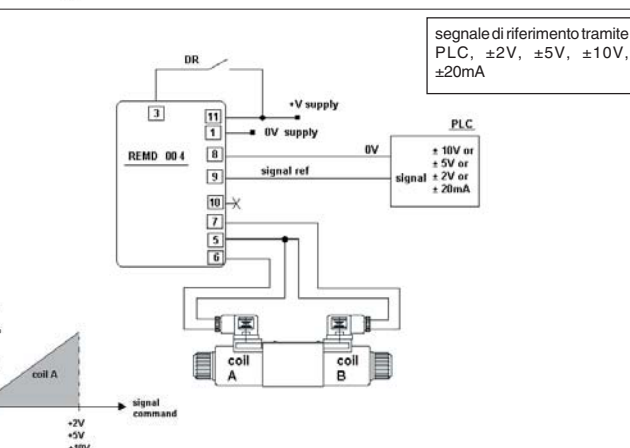 segnale di riferimento tramite
PLC, ±2V, ±5V, ±10V,
±20mA
DR
3
11
+V supply
1
0V supply
PLC
REMD 004
8
0V
± 10V or
± 5V or
9
signal ref
signal
± 2V or
± 20mA
10
7
5
6
coil
A
coil
B
coil A
signal
command
+2V
+5V
+10V